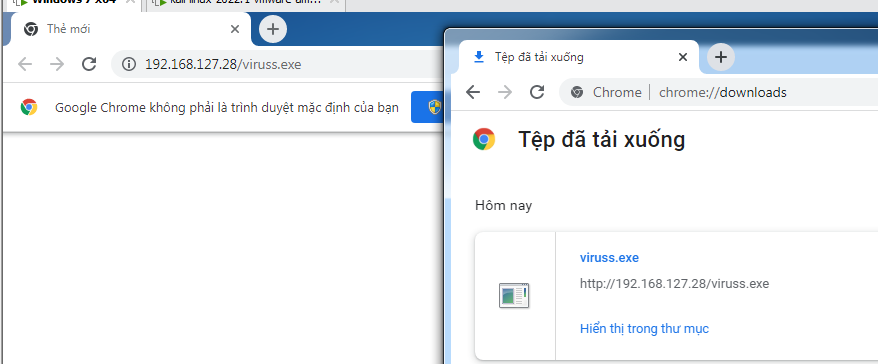 Windows 7 x64
kali-linux-2022.1-vmware-am...
Thẻ mới
192.168.127.28/viruss.exe
Google Chrome không phải là trình duyệt mặc định của bạn
Tệp đã tải xuống
Chrome | chrome://downloads
Tệp đã tải xuống
Hôm nay
viruss.exe
http://192.168.127.28/viruss.exe
Hiển thị trong thư mục